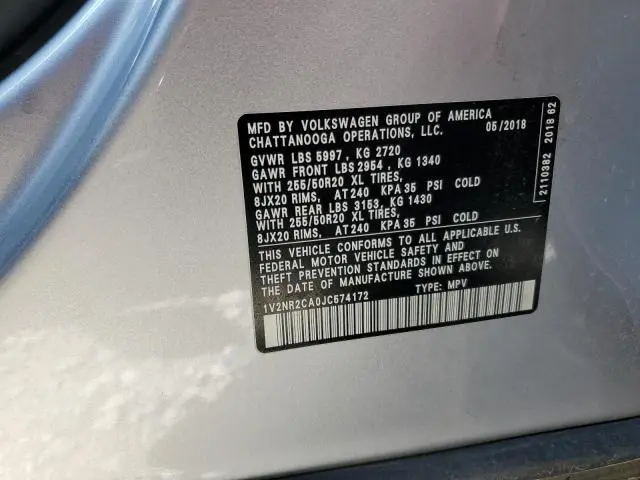 MFD BY VOLKSWAGEN GROUP OF AMERICA
CHATTANOOGA OPERATIONS, LLC. 05/2018
GVWR LBS 5997 , KG 2720
GAWR FRONT LBS 2954 , KG 1340
WITH 255/50R20 XL TIRES,
8JX20 RIMS, AT 240 KPA 35 PSI COLD
GAWR REAR LBS 3153, KG 1430
WITH 255/50R20 XL TIRES,
8JX20 RIMS, AT 240 KPA 35 PSI COLD
THIS VEHICLE CONFORMS TO ALL APPLICABLE U.S.
FEDERAL MOTOR VEHICLE SAFETY AND
THEFT PREVENTION STANDARDS IN EFFECT ON
THE DATE OF MANUFACTURE SHOWN ABOVE.
1V2NR2CA0JC574172 TYPE: MPV
2110382 2018 62